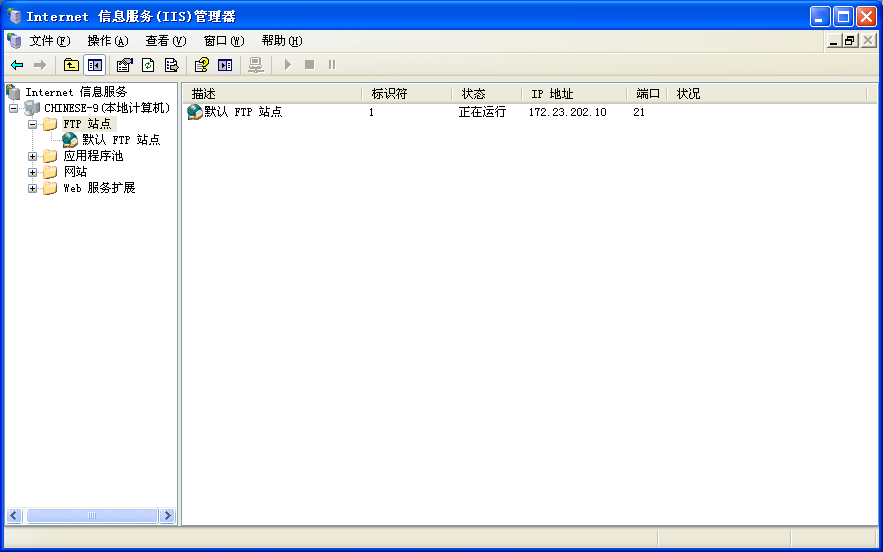 Internet 信息服务(IIS)管理器
文件(F) 操作(A) 查看(V) 窗口(W) 帮助(H)
Internet 信息服务
CHINESE-9(本地计算机)
FTP 站点
默认 FTP 站点
应用程序池
网站
Web 服务扩展
描述 标识符 状态 IP 地址 端口 状况
默认 FTP 站点 1 正在运行 172.23.202.10 21